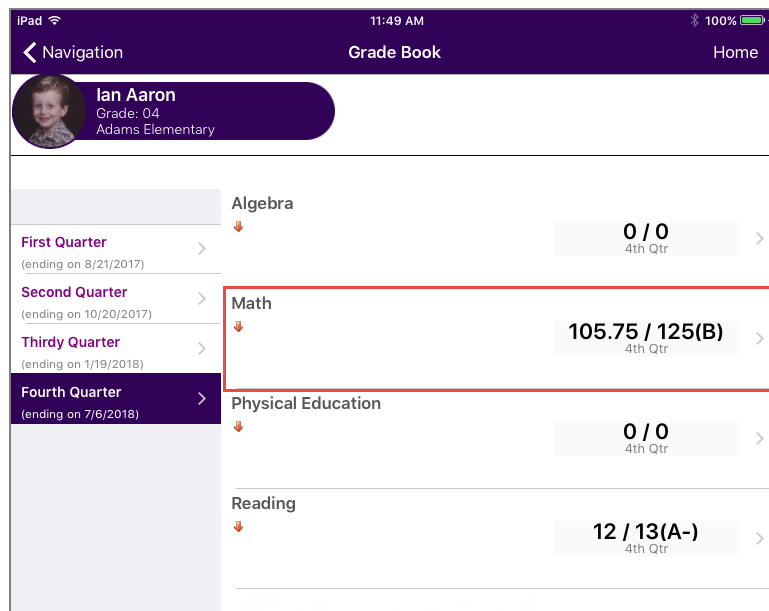 iPad 11:49 AM 100%
Navigation Grade Book Home
Ian Aaron
Grade: 04
Adams Elementary
First Quarter
(ending on 8/21/2017)
Second Quarter
(ending on 10/20/2017)
Thirdy Quarter
(ending on 1/19/2018)
Fourth Quarter
(ending on 7/6/2018)
Algebra
0 / 0
4th Qtr
Math
105.75 / 125(B)
4th Qtr
Physical Education
0 / 0
4th Qtr
Reading
12 / 13(A-)
4th Qtr